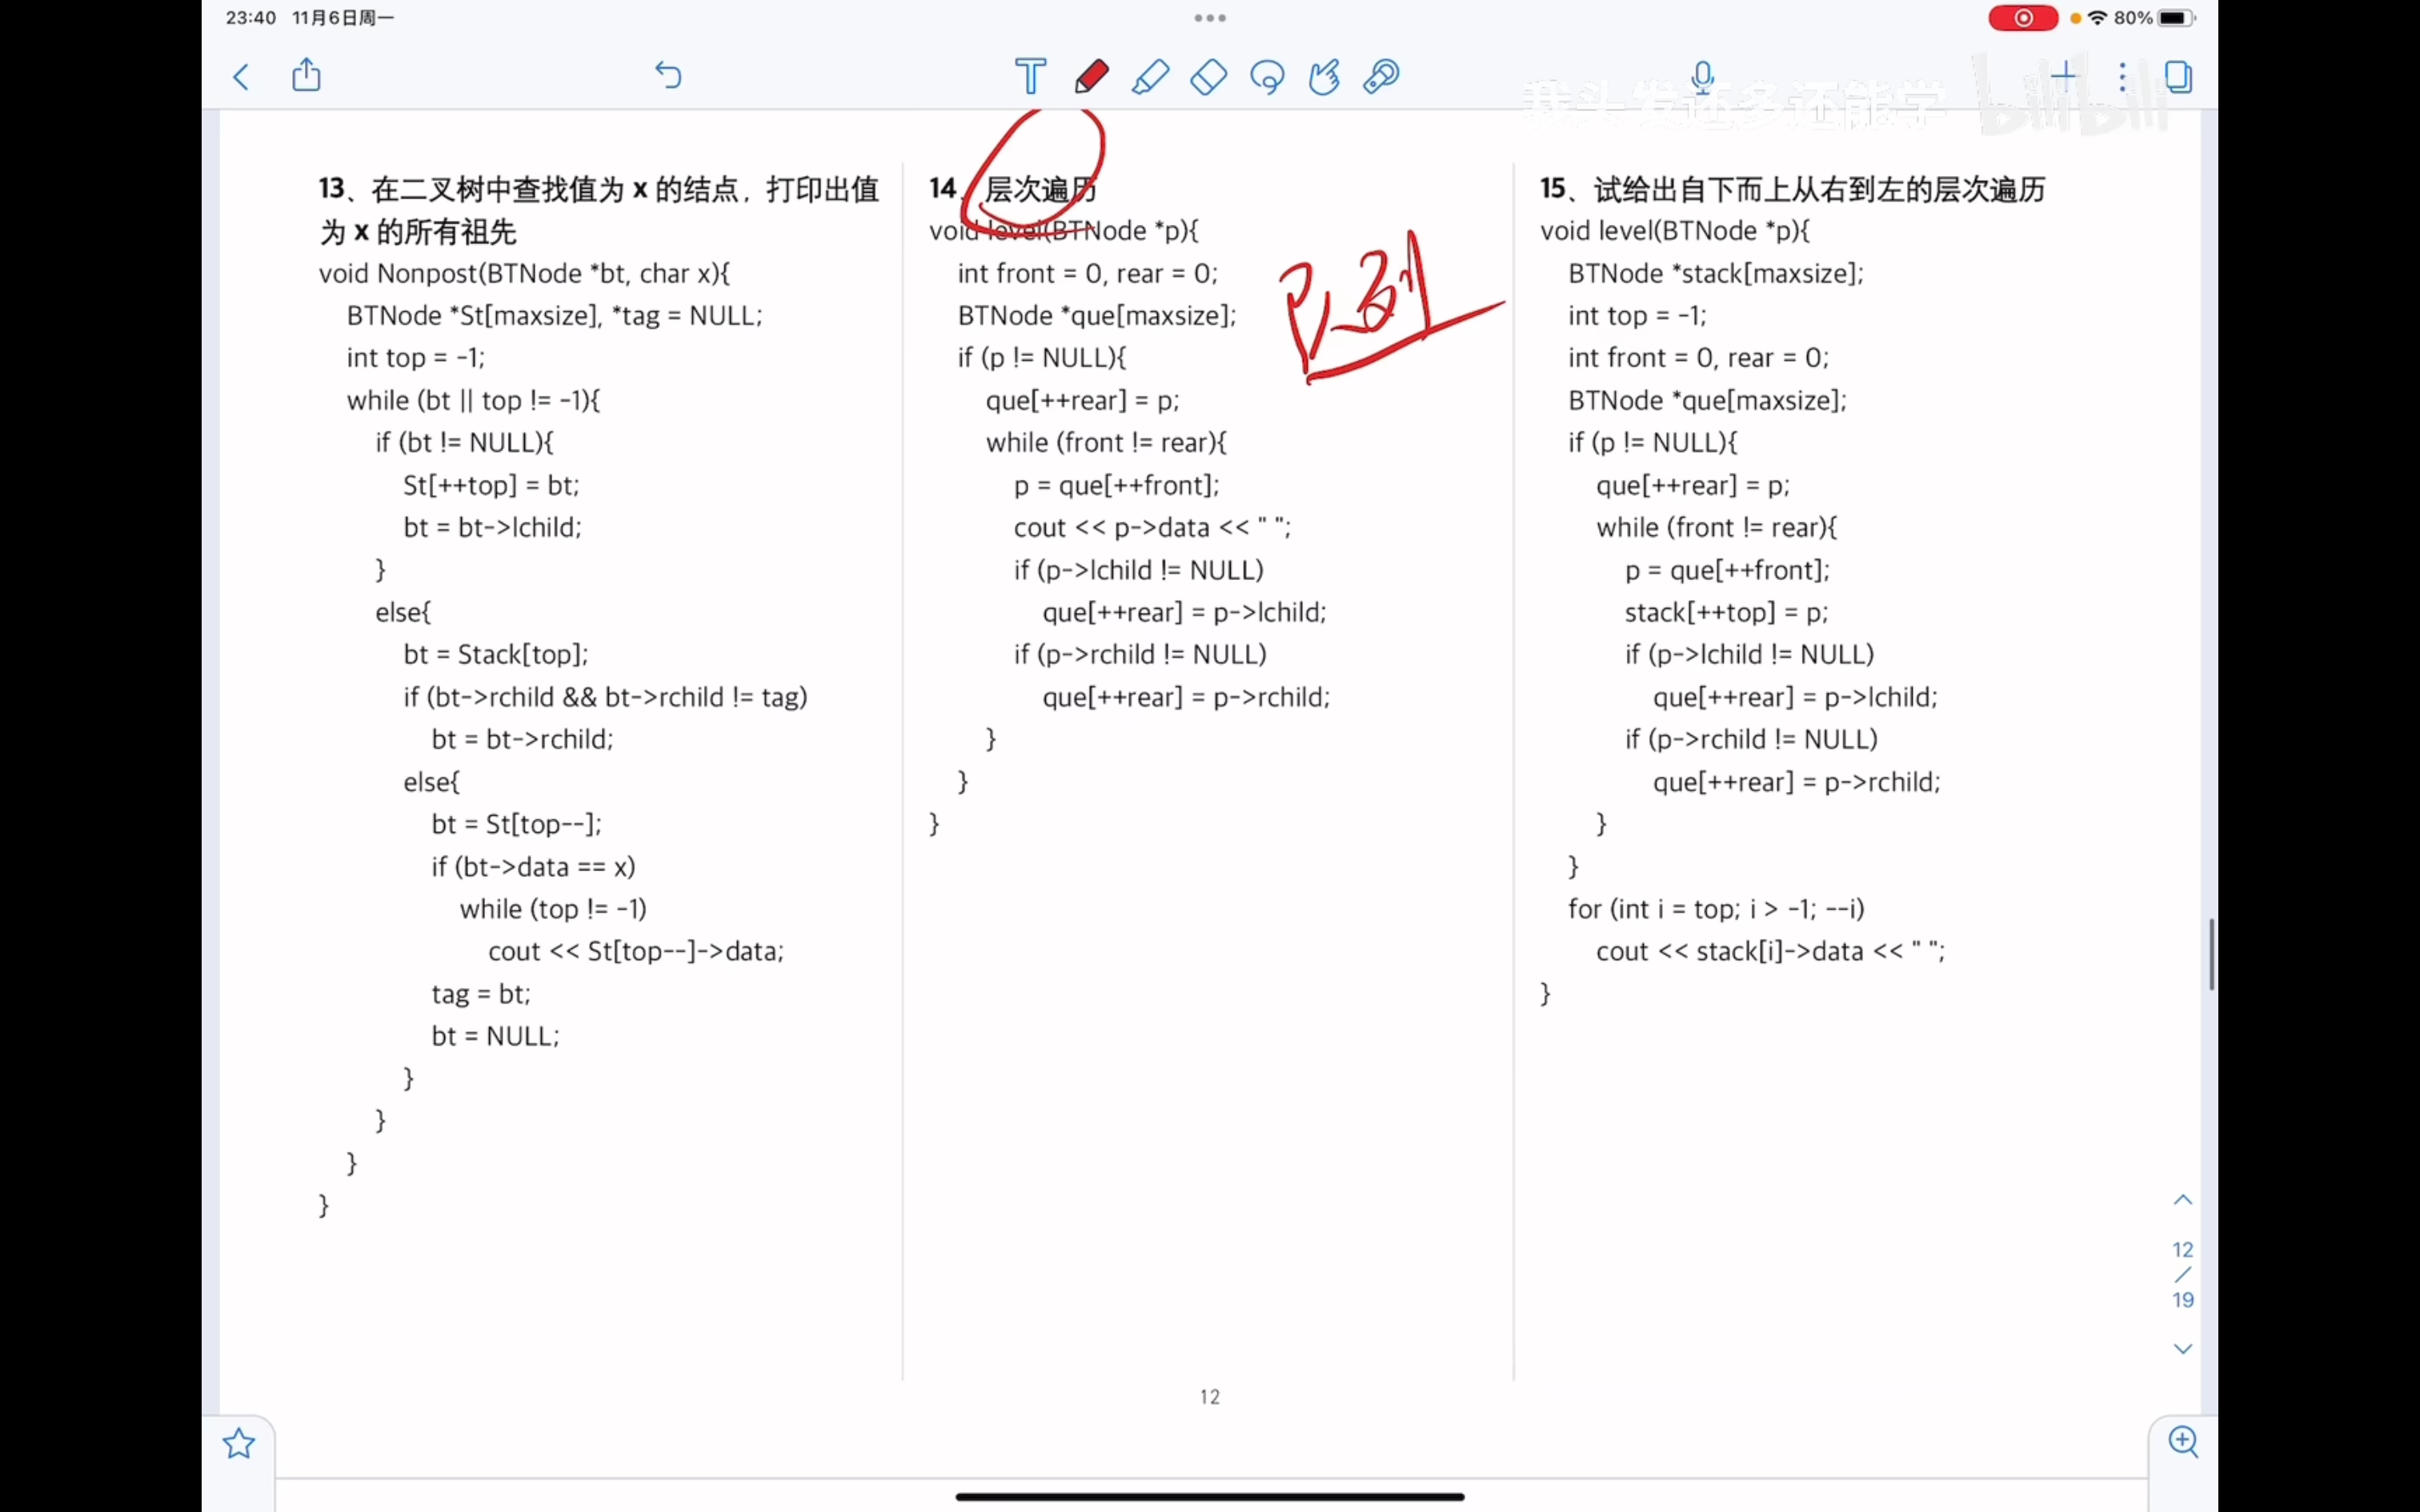 23:40 11月6日周一
80%
我头发还多还能学 bilibili
13、在二叉树中查找值为 x 的结点，打印出值
为 x 的所有祖先
void Nonpost(BTNode *bt, char x){
BTNode *St[maxsize], *tag = NULL;
int top = -1;
while (bt || top != -1){
if (bt != NULL){
St[++top] = bt;
bt = bt->lchild;
}
else{
bt = Stack[top];
if (bt->rchild && bt->rchild != tag)
bt = bt->rchild;
else{
bt = St[top--];
if (bt->data == x)
while (top != -1)
cout << St[top--]->data;
tag = bt;
bt = NULL;
}
}
}
}
14、层次遍历
void level(BTNode *p){
int front = 0, rear = 0;
BTNode *que[maxsize];
if (p != NULL){
que[++rear] = p;
while (front != rear){
p = que[++front];
cout << p->data << " ";
if (p->lchild != NULL)
que[++rear] = p->lchild;
if (p->rchild != NULL)
que[++rear] = p->rchild;
}
}
}
15、试给出自下而上从右到左的层次遍历
void level(BTNode *p){
BTNode *stack[maxsize];
int top = -1;
int front = 0, rear = 0;
BTNode *que[maxsize];
if (p != NULL){
que[++rear] = p;
while (front != rear){
p = que[++front];
stack[++top] = p;
if (p->lchild != NULL)
que[++rear] = p->lchild;
if (p->rchild != NULL)
que[++rear] = p->rchild;
}
}
for (int i = top; i > -1; --i)
cout << stack[i]->data << " ";
}
12
/
19
12